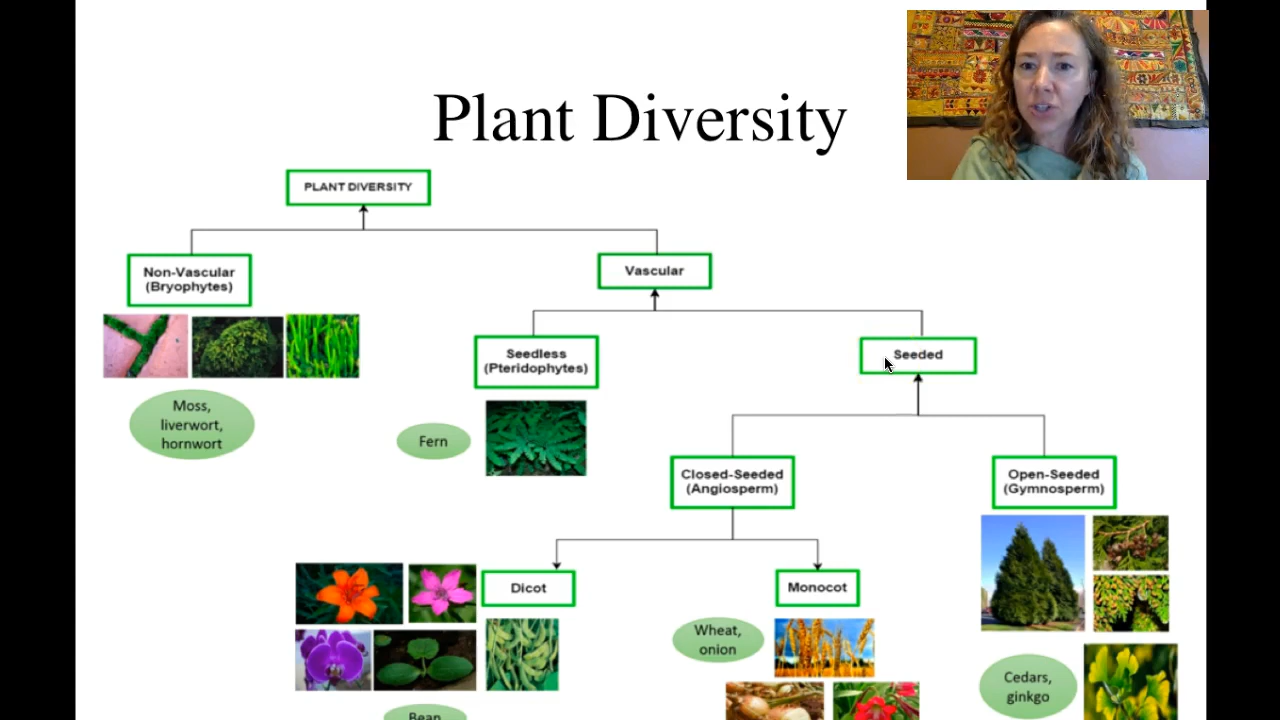 Plant Diversity
PLANT DIVERSITY
Non-Vascular
(Bryophytes)
Vascular
Moss,
liverwort,
hornwort
Seedless
(Pteridophytes)
Seeded
Fern
Closed-Seeded
(Angiosperm)
Open-Seeded
(Gymnosperm)
Dicot
Monocot
Wheat,
onion
Cedars,
ginkgo
Bean